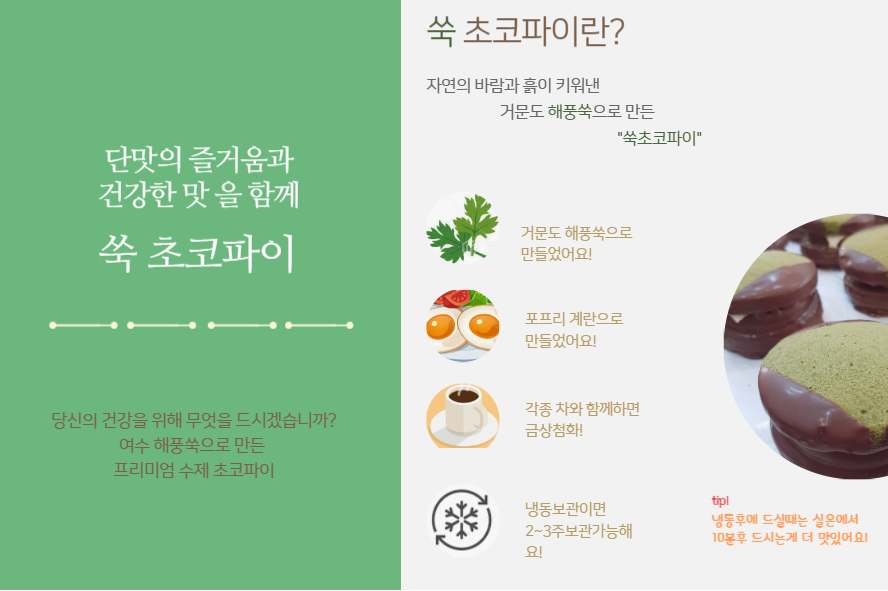 단맛의 즐거움과
건강한 맛 을 함께
쑥 초코파이
당신의 건강을 위해 무엇을 드시겠습니까?
여수 해풍쑥으로 만든
프리미엄 수제 초코파이
쑥 초코파이란?
자연의 바람과 흙이 키워낸
거문도 해풍쑥으로 만든
"쑥초코파이"
거문도 해풍쑥으로
만들었어요!
포프리 계란으로
만들었어요!
각종 차와 함께하면
금상첨화!
냉동보관이면
2~3주보관가능해
요!
tip!
냉동후에 드실때는 실온에서
10분후 드시는게 더 맛있어요!